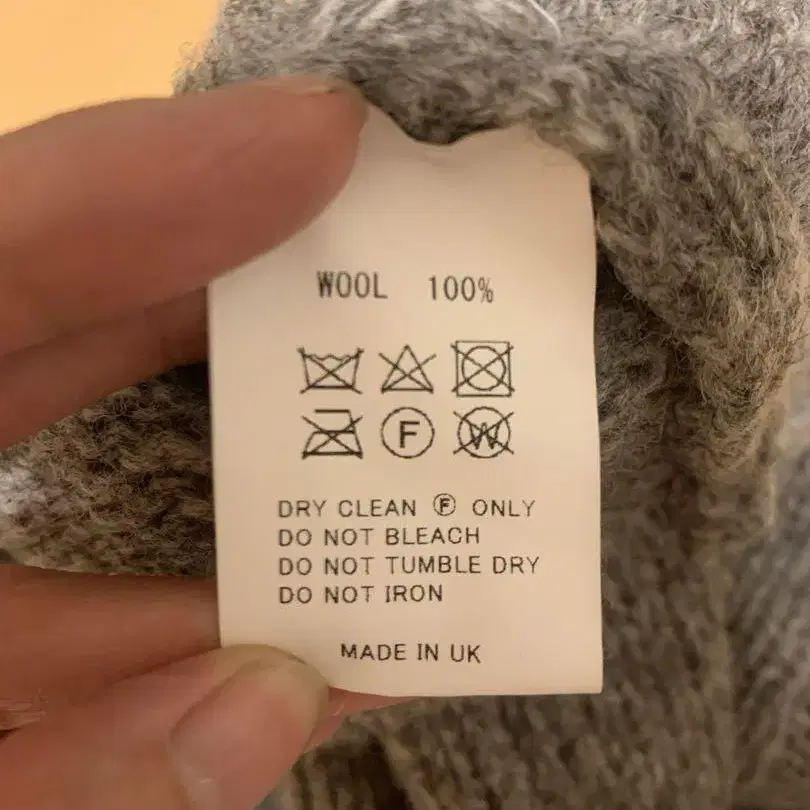 WOOL 100%
F W
DRY CLEAN Ⓕ ONLY
DO NOT BLEACH
DO NOT TUMBLE DRY
DO NOT IRON
MADE IN UK